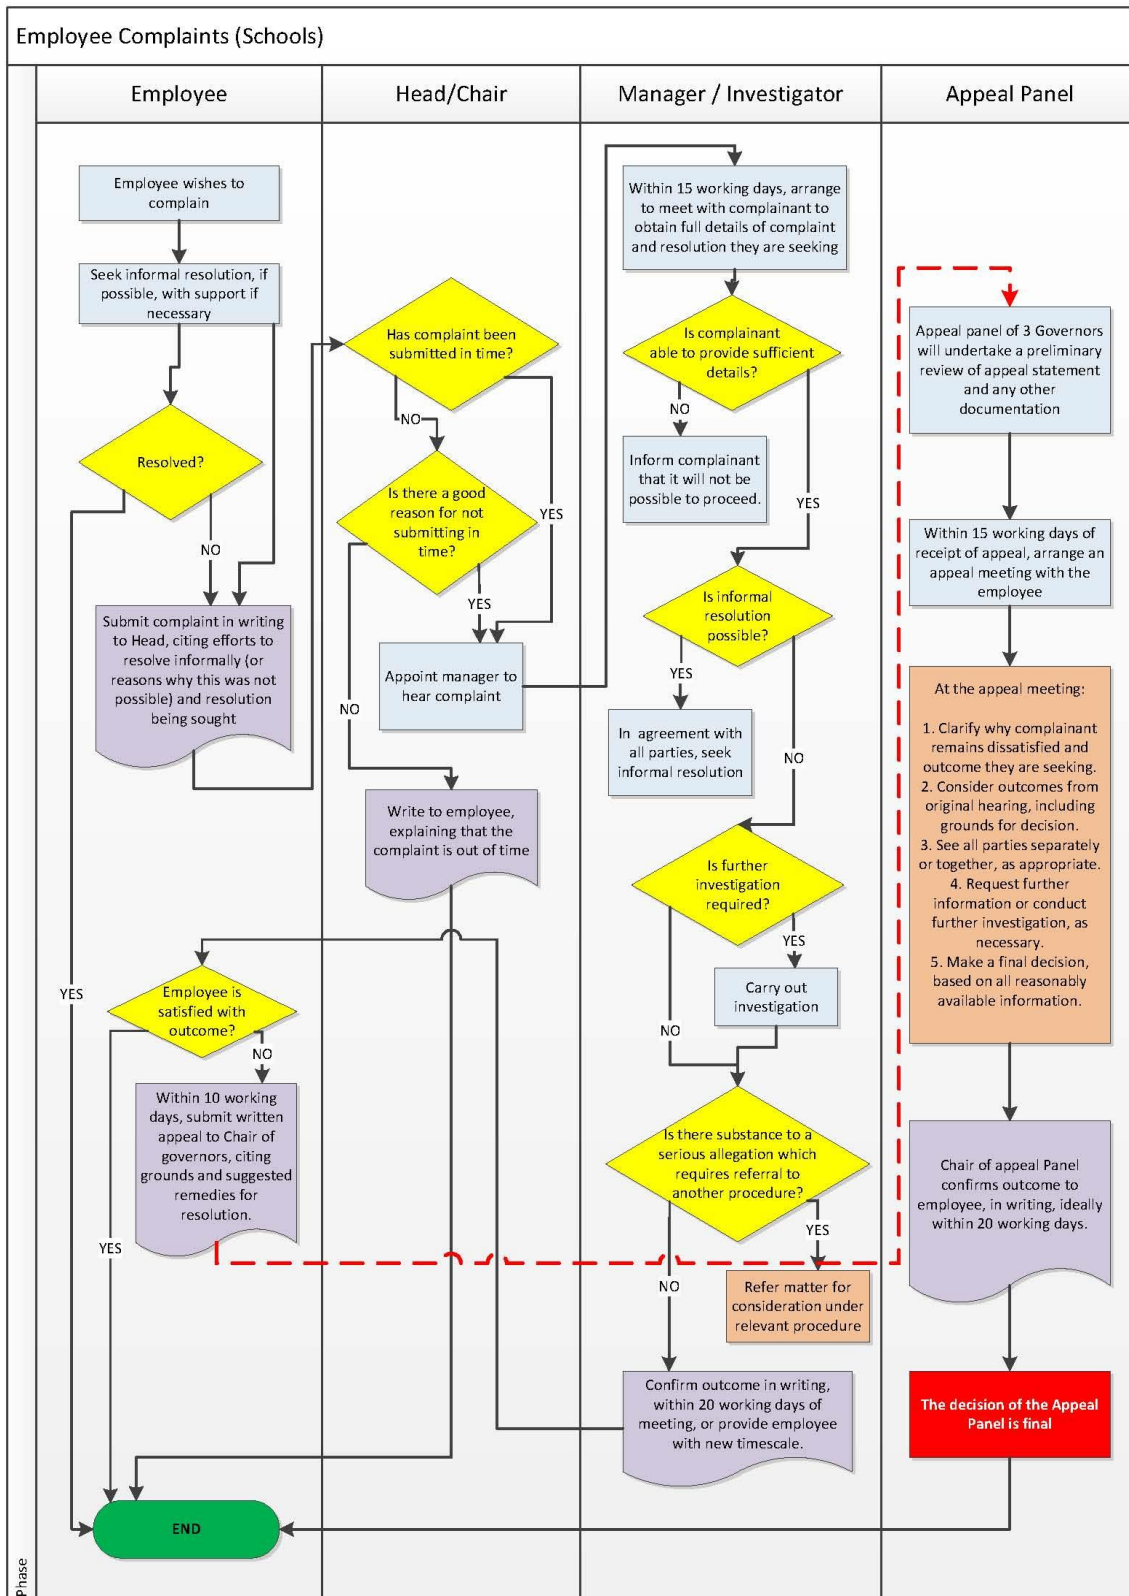 Employee Complaints (Schools)
Employee
Head/Chair
Manager / Investigator
Appeal Panel
Employee wishes to
complain
Seek informal resolution, if
possible, with support if
necessary
Resolved?
NO
YES
Submit complaint in writing
to Head, citing efforts to
resolve informally (or
reasons why this was not
possible) and resolution
being sought
Employee is
satisfied with
outcome?
NO
YES
Within 10 working
days, submit written
appeal to Chair of
governors, citing
grounds and suggested
remedies for
resolution.
END
Has complaint been
submitted in time?
NO
YES
Is there a good
reason for not
submitting in
time?
YES
NO
Appoint manager to
hear complaint
Write to employee,
explaining that the
complaint is out of time
Within 15 working days, arrange
to meet with complainant to
obtain full details of complaint
and resolution they are seeking
Is complainant
able to provide sufficient
details?
NO
YES
Inform complainant
that it will not be
possible to proceed.
Is informal
resolution
possible?
YES
NO
In  agreement with
all parties, seek
informal resolution
Is further
investigation
required?
YES
NO
Carry out
investigation
Is there substance to a
serious allegation which
requires referral to
another procedure?
YES
NO
Refer matter for
consideration under
relevant procedure
Confirm outcome in writing,
within 20 working days of
meeting, or provide employee
with new timescale.
Appeal panel of 3 Governors
will undertake a preliminary
review of appeal statement
and any other
documentation
Within 15 working days of
receipt of appeal, arrange an
appeal meeting with the
employee
At the appeal meeting:
1. Clarify why complainant
remains dissatisfied and
outcome they are seeking.
2. Consider outcomes from
original hearing, including
grounds for decision.
3. See all parties separately
or together, as appropriate.
4. Request further
information or conduct
further investigation, as
necessary.
5. Make a final decision,
based on all reasonably
available information.
Chair of appeal Panel
confirms outcome to
employee, in writing, ideally
within 20 working days.
The decision of the Appeal
Panel is final
Phase